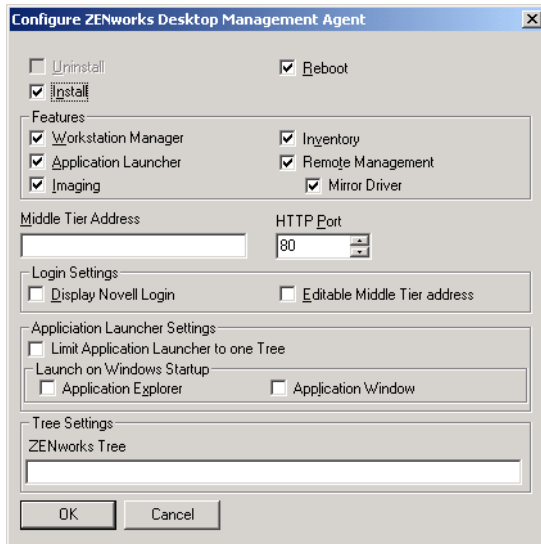 Configure ZENworks Desktop Management Agent
Uninstall
Reboot
Install
Features
Workstation Manager
Inventory
Application Launcher
Remote Management
Imaging
Mirror Driver
Middle Tier Address
HTTP Port
80
Login Settings
Display Novell Login
Editable Middle Tier address
Appliciation Launcher Settings
Limit Application Launcher to one Tree
Launch on Windows Startup
Application Explorer
Application Window
Tree Settings
ZENworks Tree
OK
Cancel